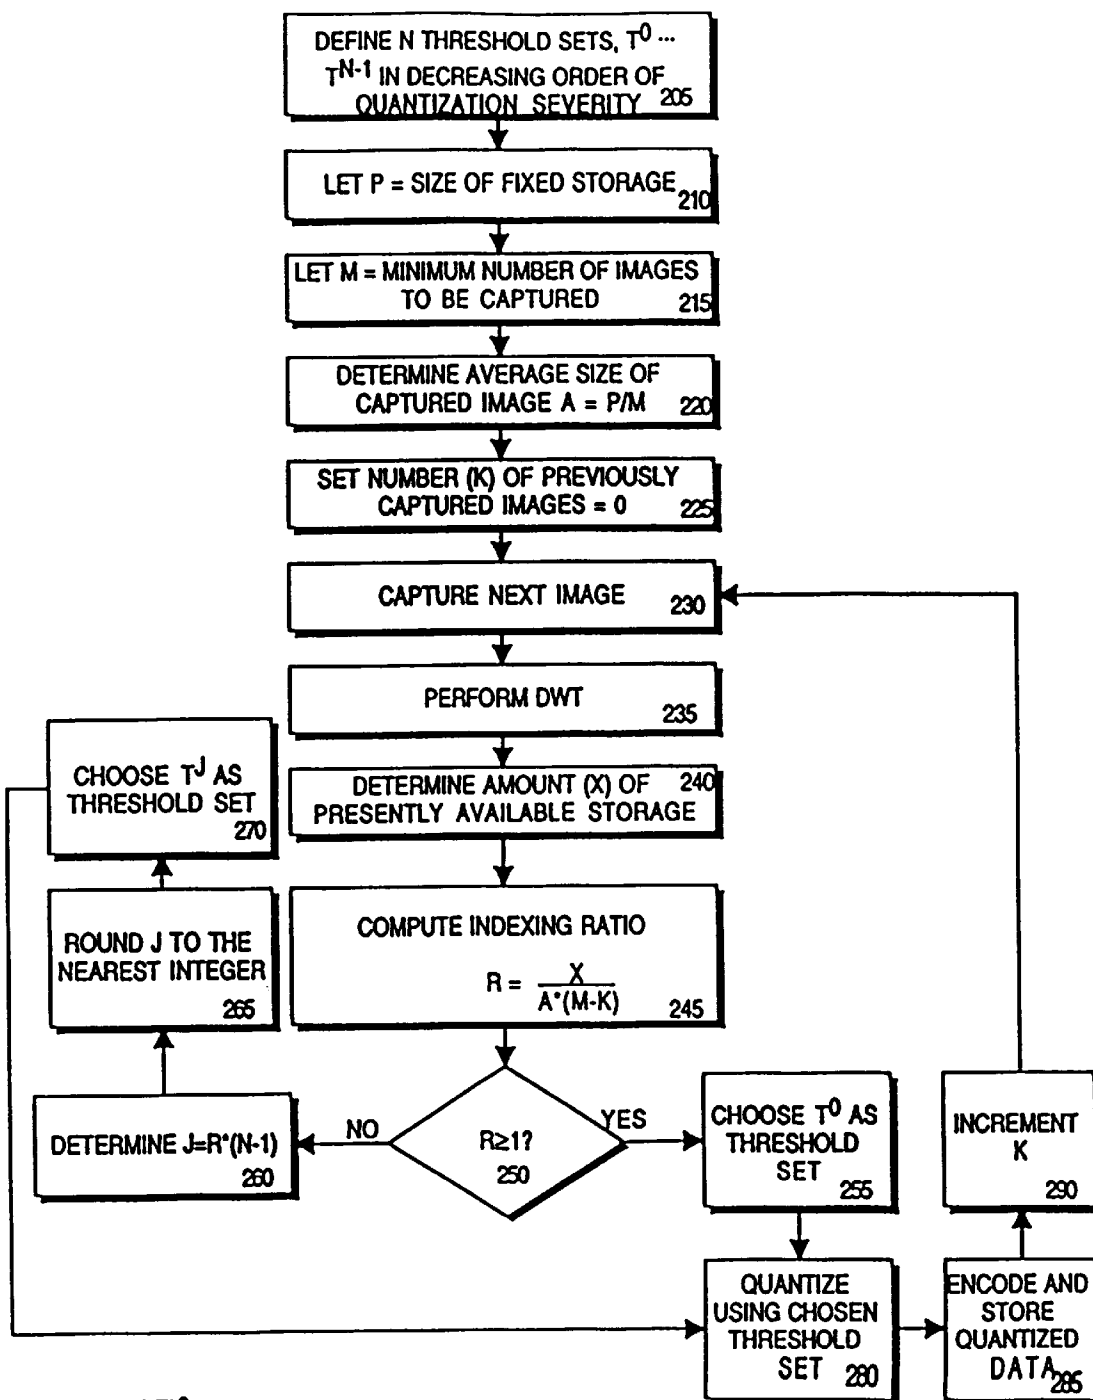 DEFINE N THRESHOLD SETS, T⁰ ...
Tᴺ⁻¹ IN DECREASING ORDER OF
QUANTIZATION SEVERITY 205
LET P = SIZE OF FIXED STORAGE
210
LET M = MINIMUM NUMBER OF IMAGES
TO BE CAPTURED 215
DETERMINE AVERAGE SIZE OF
CAPTURED IMAGE A = P/M 220
SET NUMBER (K) OF PREVIOUSLY
CAPTURED IMAGES = 0 225
CAPTURE NEXT IMAGE 230
PERFORM DWT
235
DETERMINE AMOUNT (X) OF 240
PRESENTLY AVAILABLE STORAGE
COMPUTE INDEXING RATIO
R = X
A*(M-K) 245
R≥1?
250
NO
YES
DETERMINE J=R*(N-1)
260
ROUND J TO THE
NEAREST INTEGER
265
CHOOSE Tᴶ AS
THRESHOLD SET
270
CHOOSE T⁰ AS
THRESHOLD
SET 255
QUANTIZE
USING CHOSEN
THRESHOLD
SET 280
ENCODE AND
STORE
QUANTIZED
DATA 285
INCREMENT
K
290